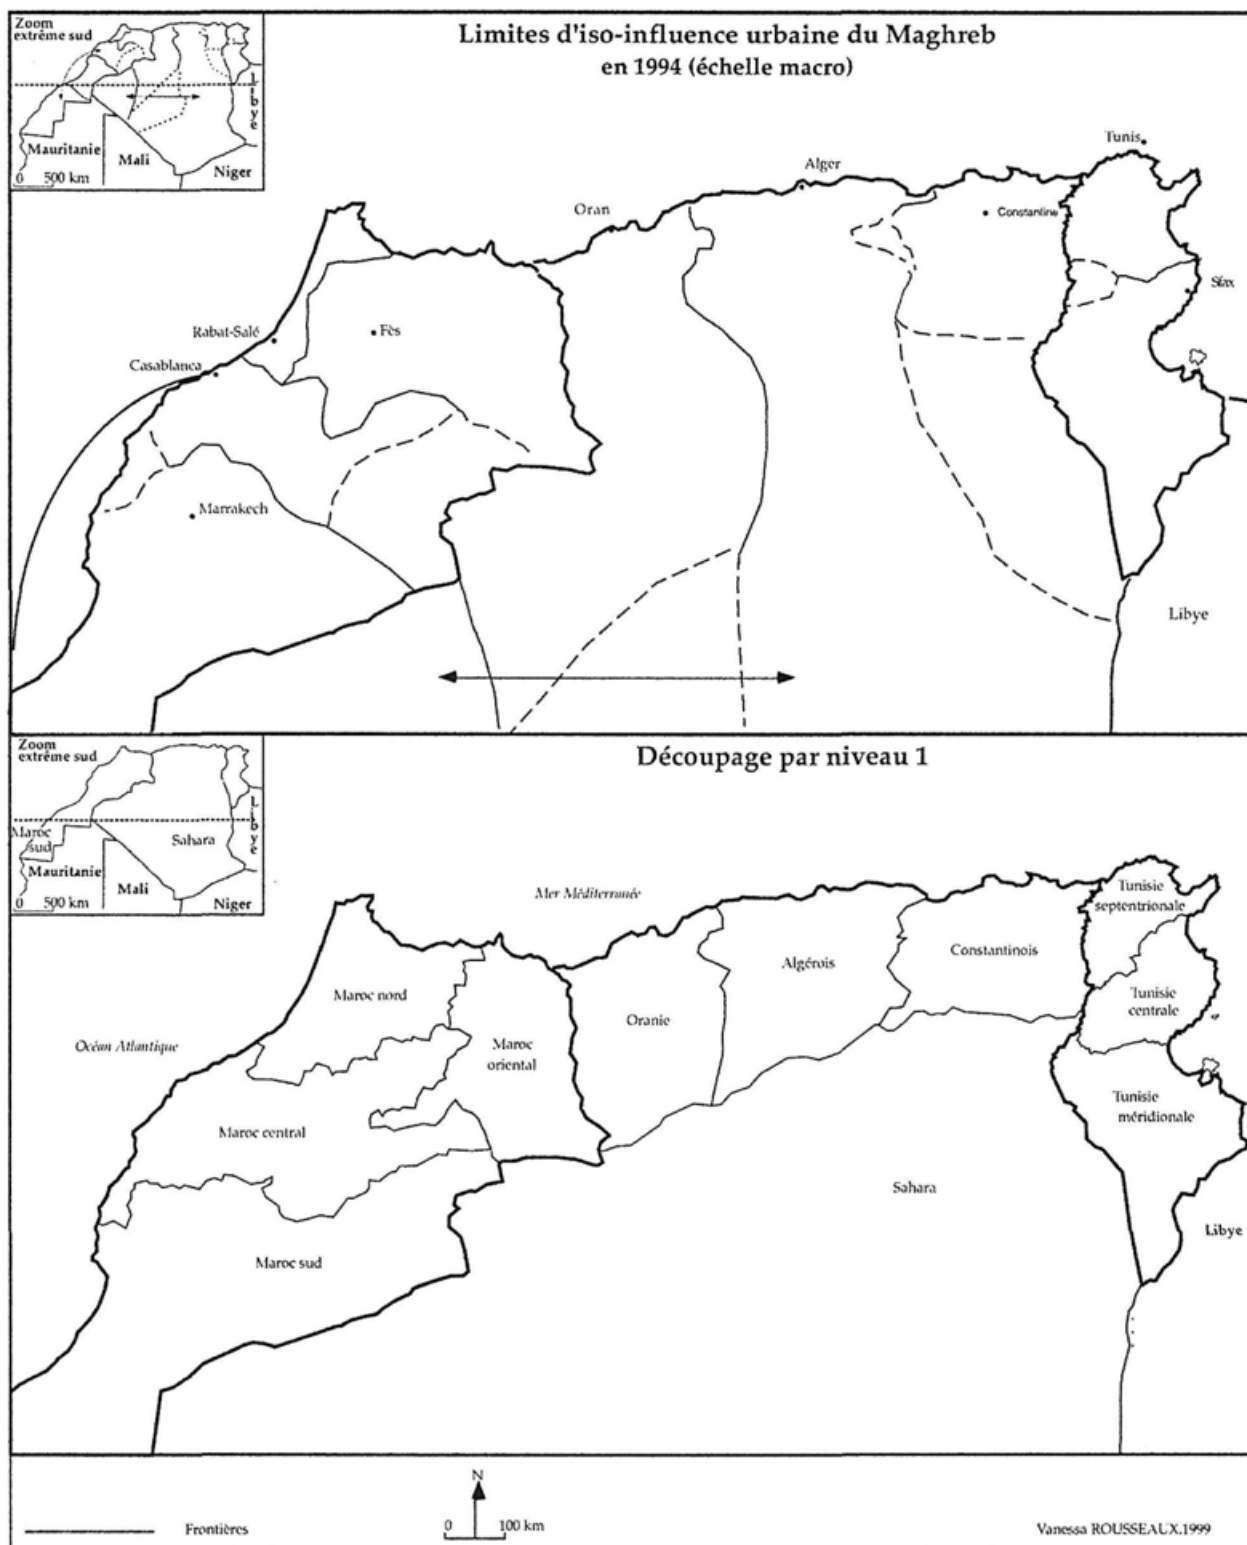 Zoom
extrême sud
Mauritanie
Mali
Niger
Libye
0 500 km
Limites d'iso-influence urbaine du Maghreb
en 1994 (échelle macro)
Tunis
Alger
Oran
Constantine
Sfax
Rabat-Salé
Fès
Casablanca
Marrakech
Libye
Zoom
extrême sud
Maroc
sud
Sahara
Mauritanie
Mali
Niger
Libye
0 500 km
Découpage par niveau 1
Mer Méditerranée
Océan Atlantique
Tunisie
septentrionale
Constantinois
Algérois
Maroc nord
Oranie
Tunisie
centrale
Maroc
oriental
Maroc central
Tunisie
méridionale
Sahara
Libye
Maroc sud
N
0 100 km
Frontières
Vanessa ROUSSEAUX.1999